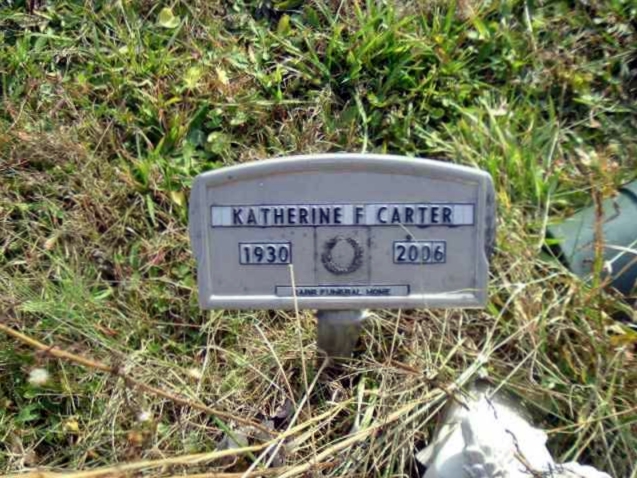 KATHERINE F CARTER
1930 2006
FUNERAL HOME